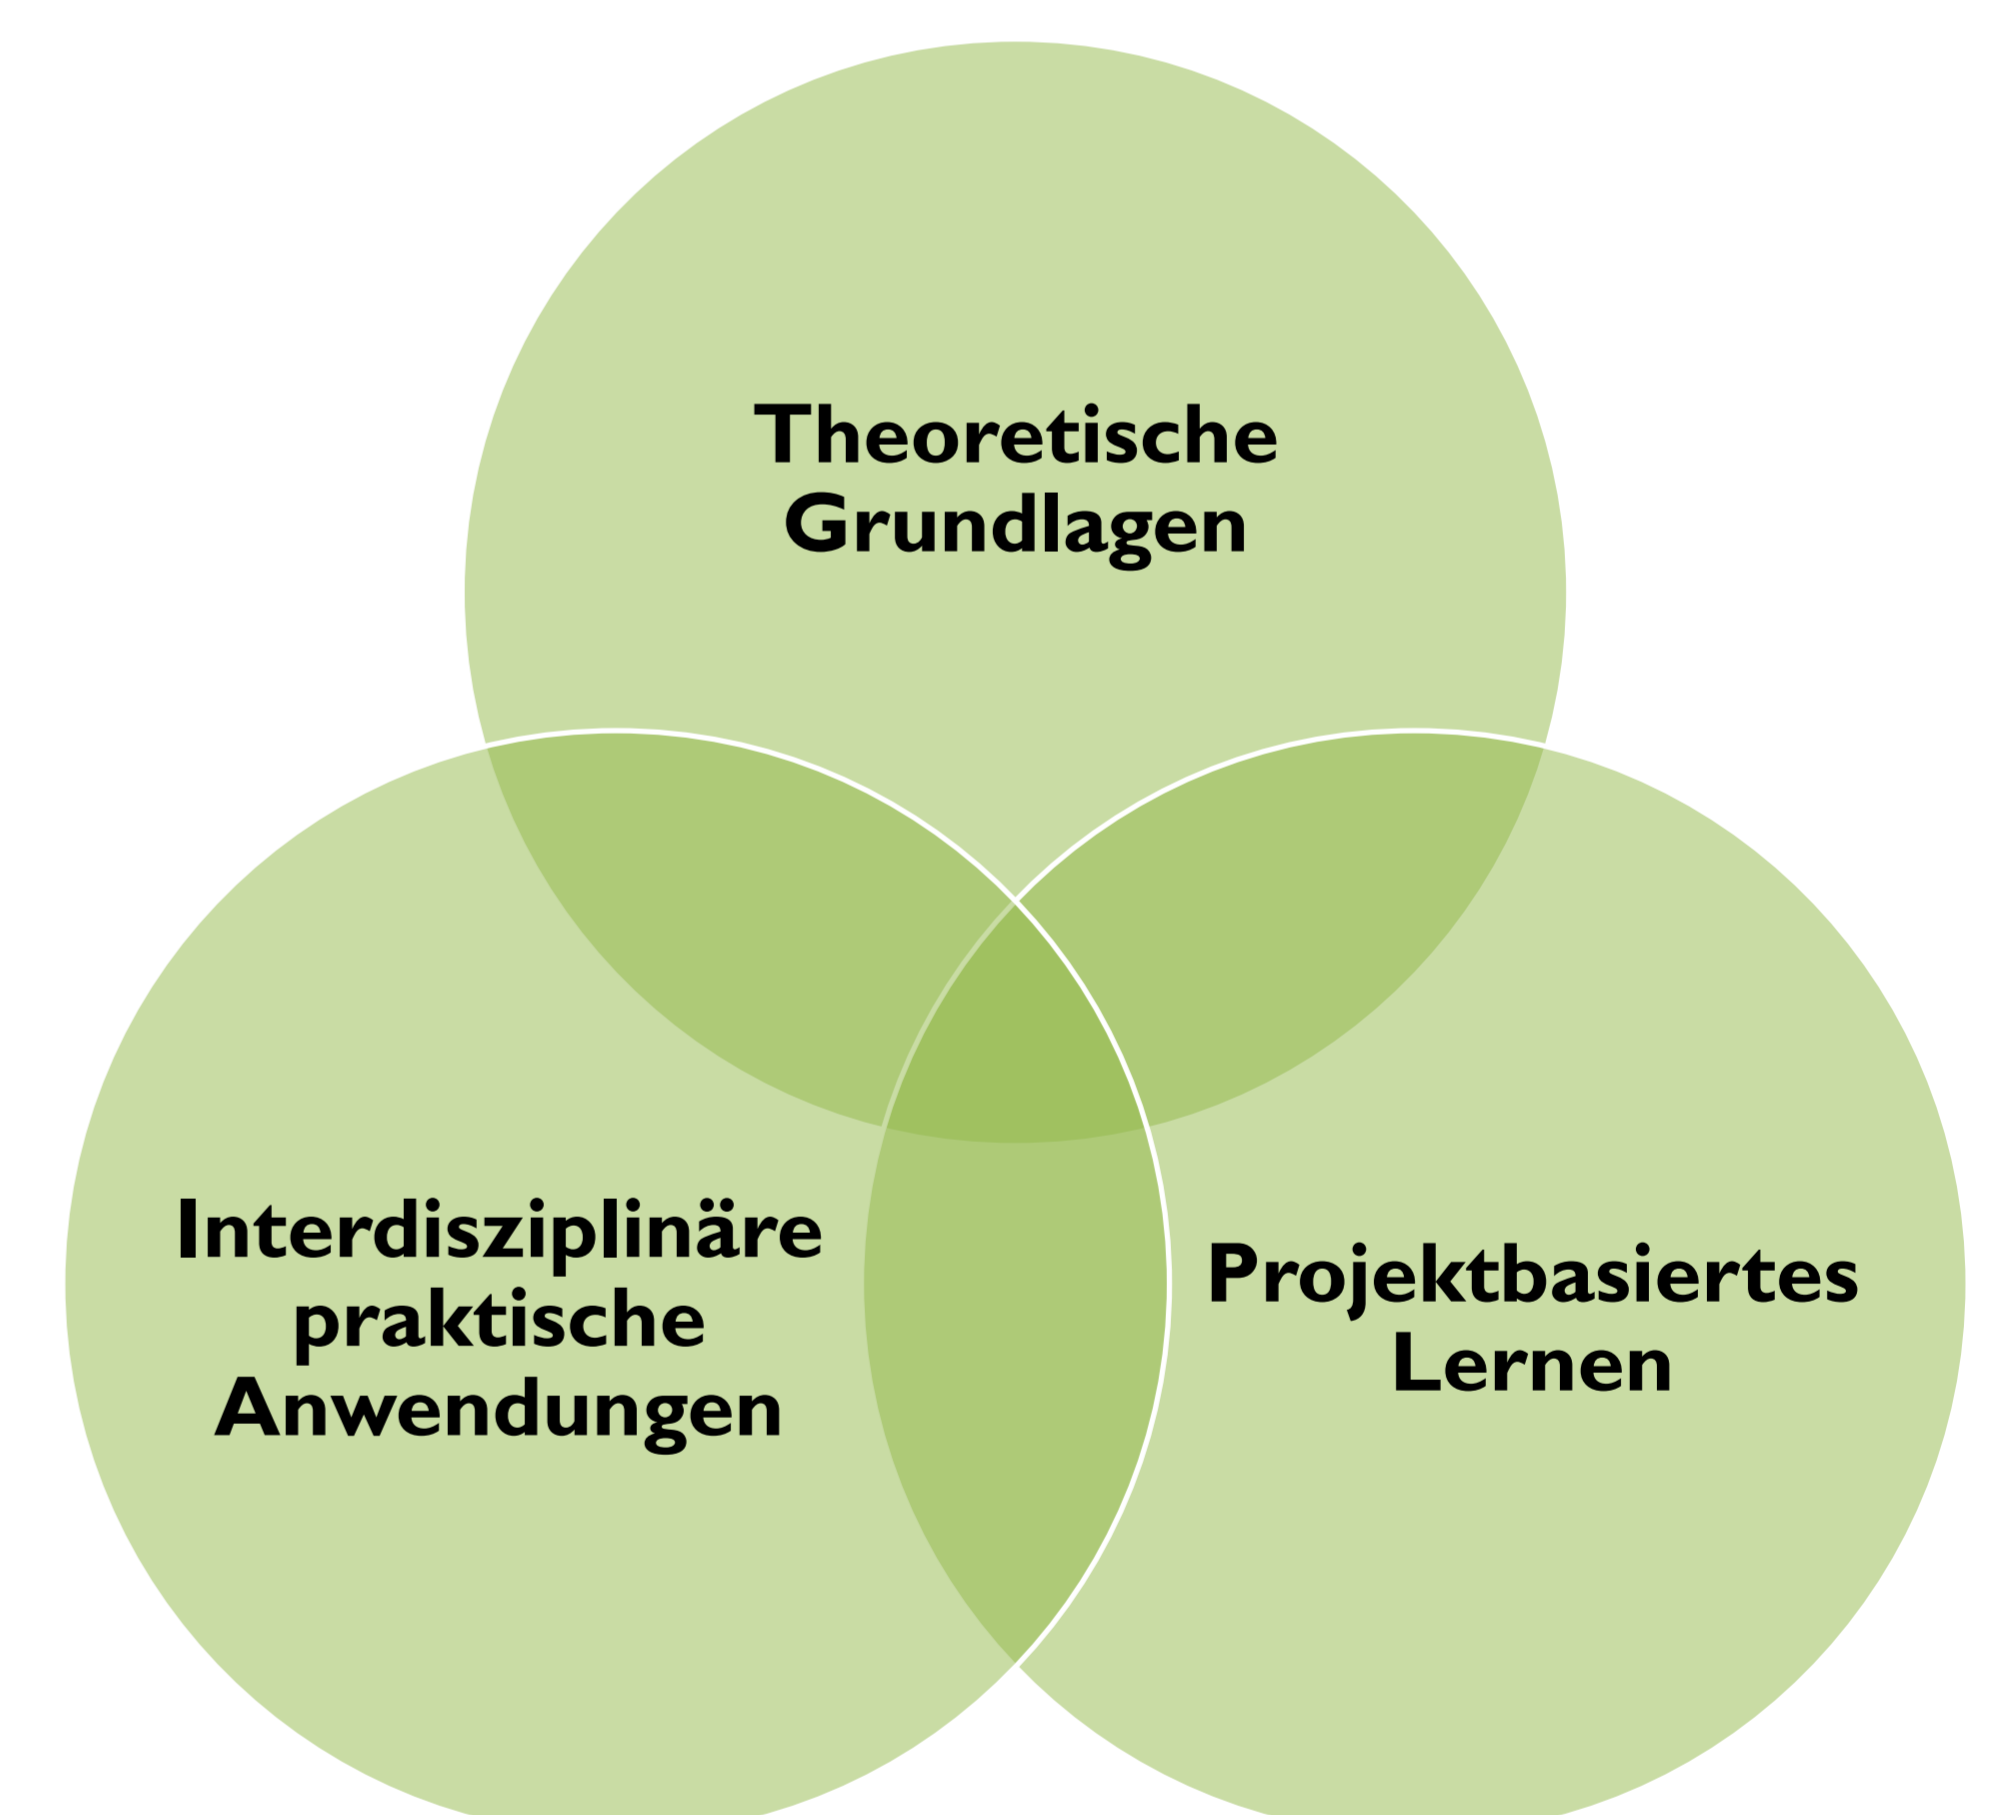 Theoretische
Grundlagen
Interdisziplinäre
praktische
Anwendungen
Projektbasiertes
Lernen